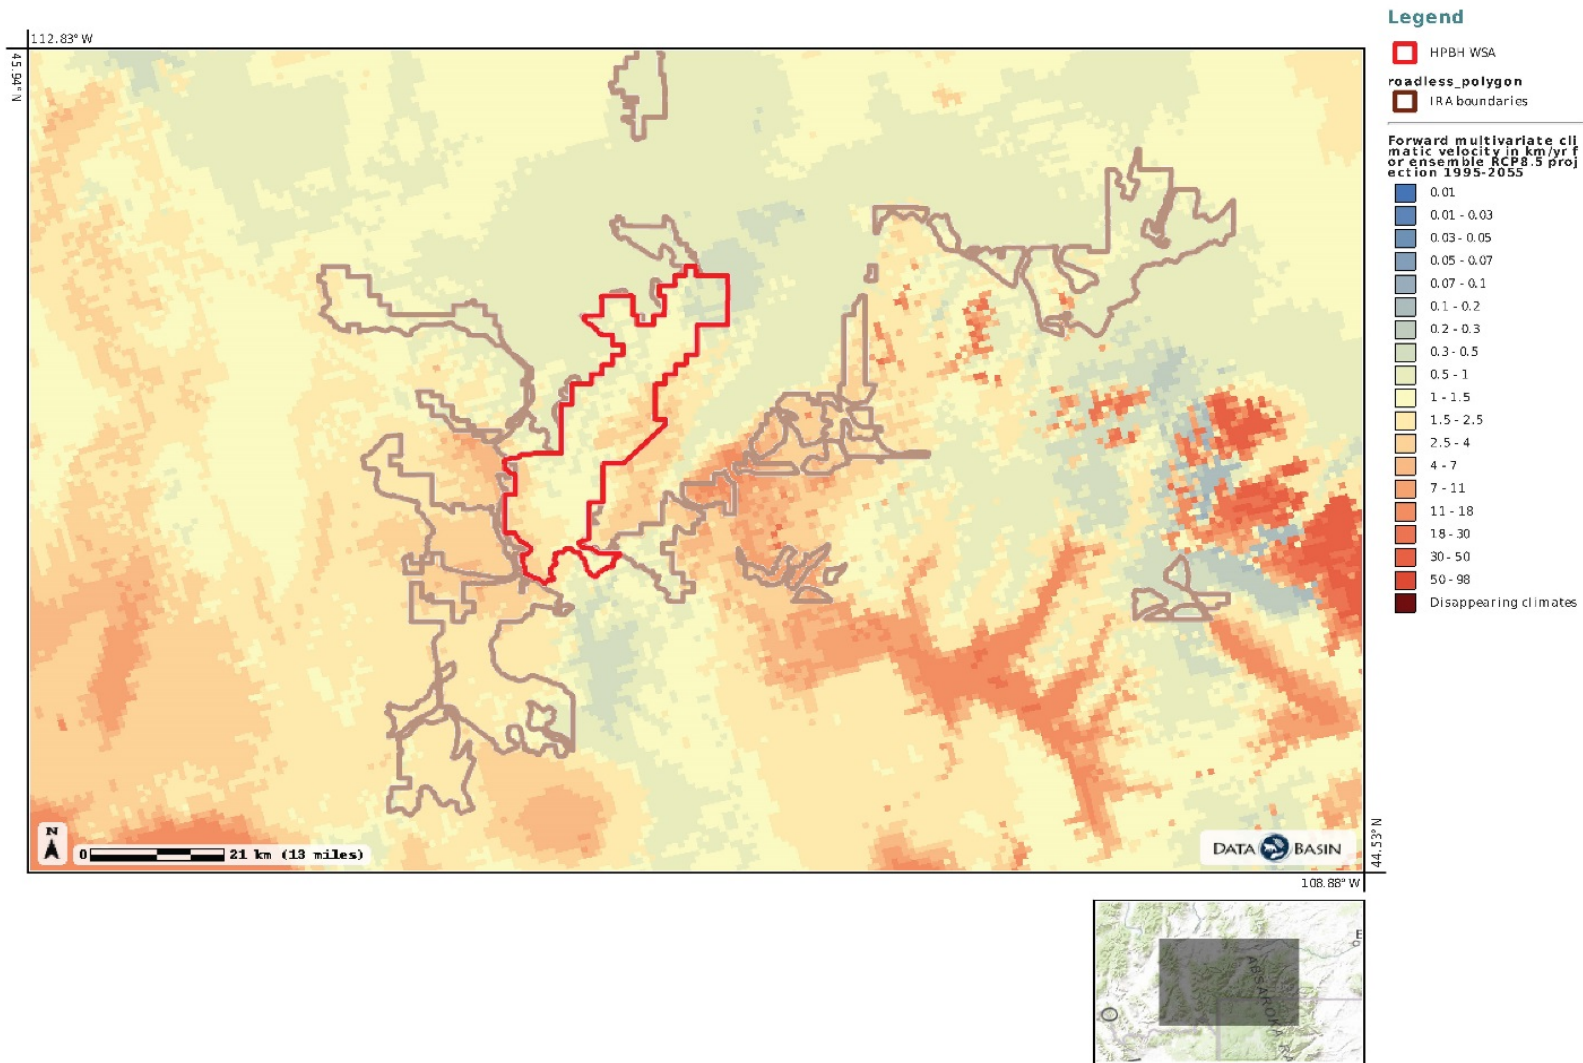 112.83° W
45.94° N
Legend
HPBH WSA
roadless_polygon
IRA boundaries
Forward multivariate cli
matic velocity in km/yr f
or ensemble RCP8.5 proj
ection 1995-2055
0.01
0.01 - 0.03
0.03 - 0.05
0.05 - 0.07
0.07 - 0.1
0.1 - 0.2
0.2 - 0.3
0.3 - 0.5
0.5 - 1
1 - 1.5
1.5 - 2.5
2.5 - 4
4 - 7
7 - 11
11 - 18
18 - 30
30 - 50
50 - 98
Disappearing climates
N
0 21 km (13 miles)
DATA BASIN
44.53° N
108.88° W
E
ABSAROKA RA